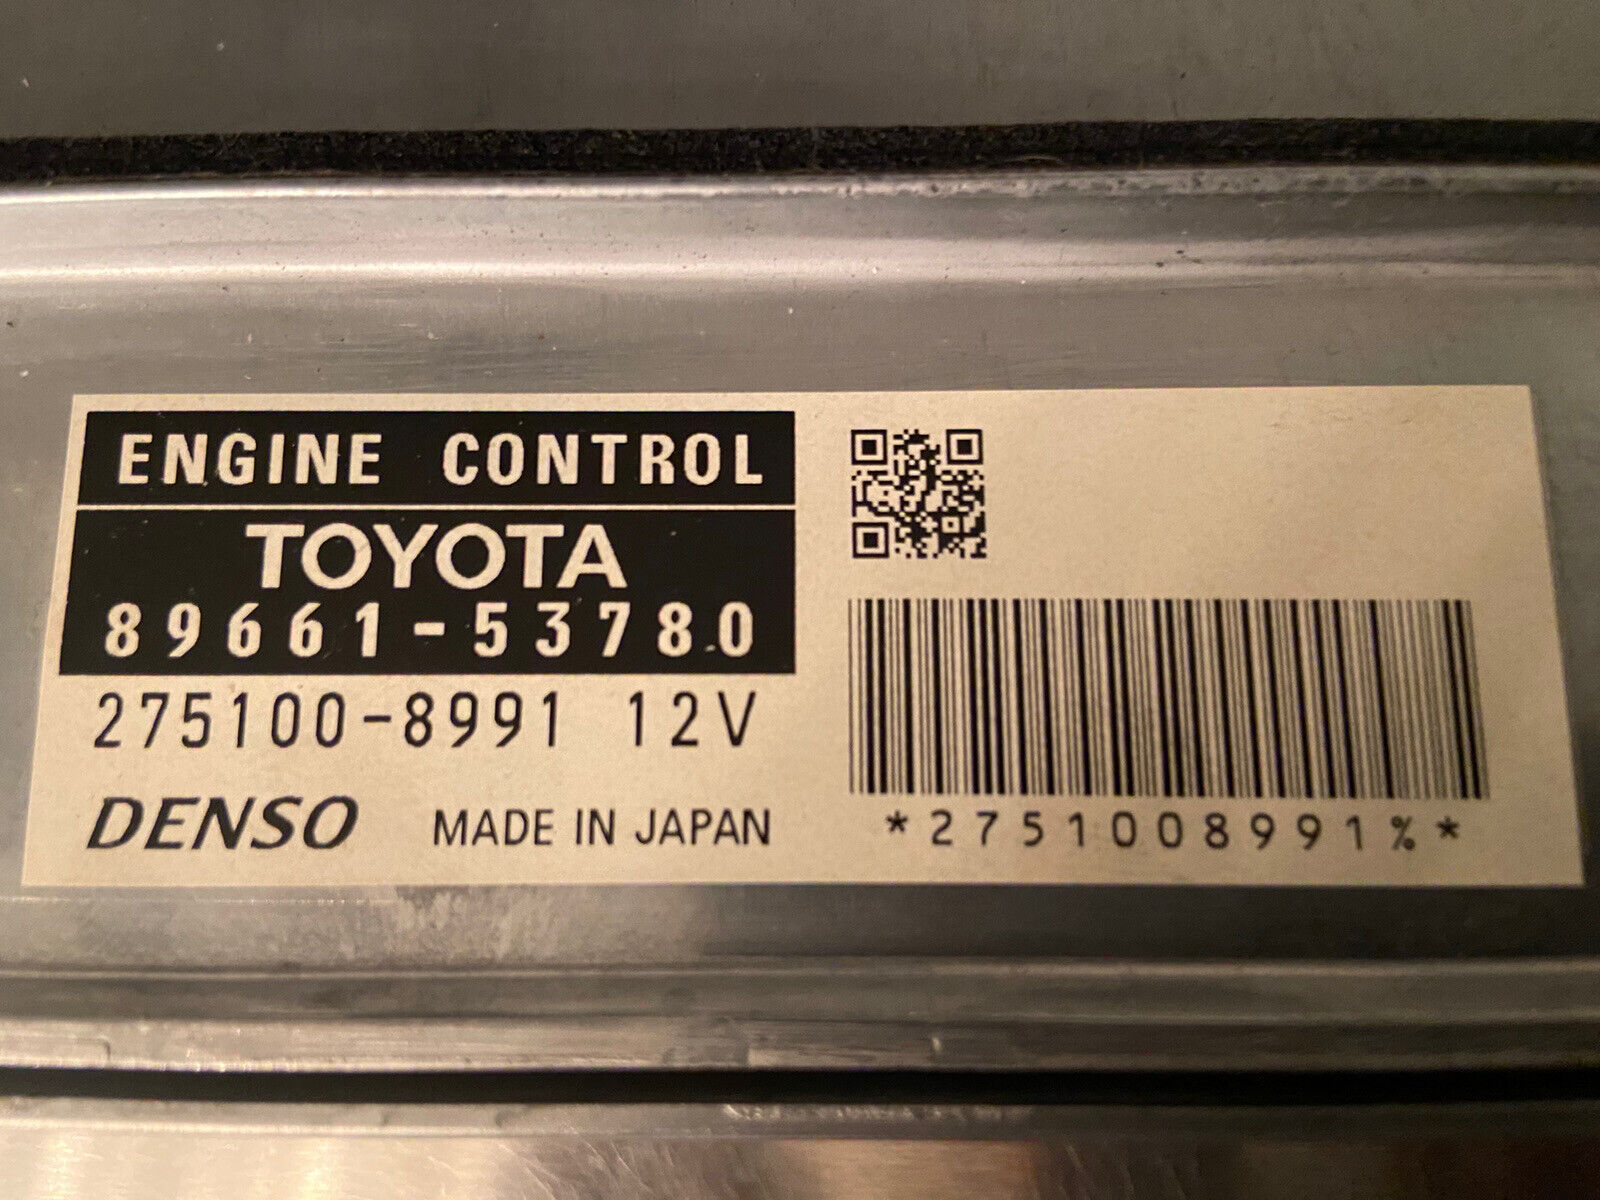 ENGINE CONTROL
TOYOTA
89661-53780
275100-8991 12V
DENSO MADE IN JAPAN
*2751008991%*